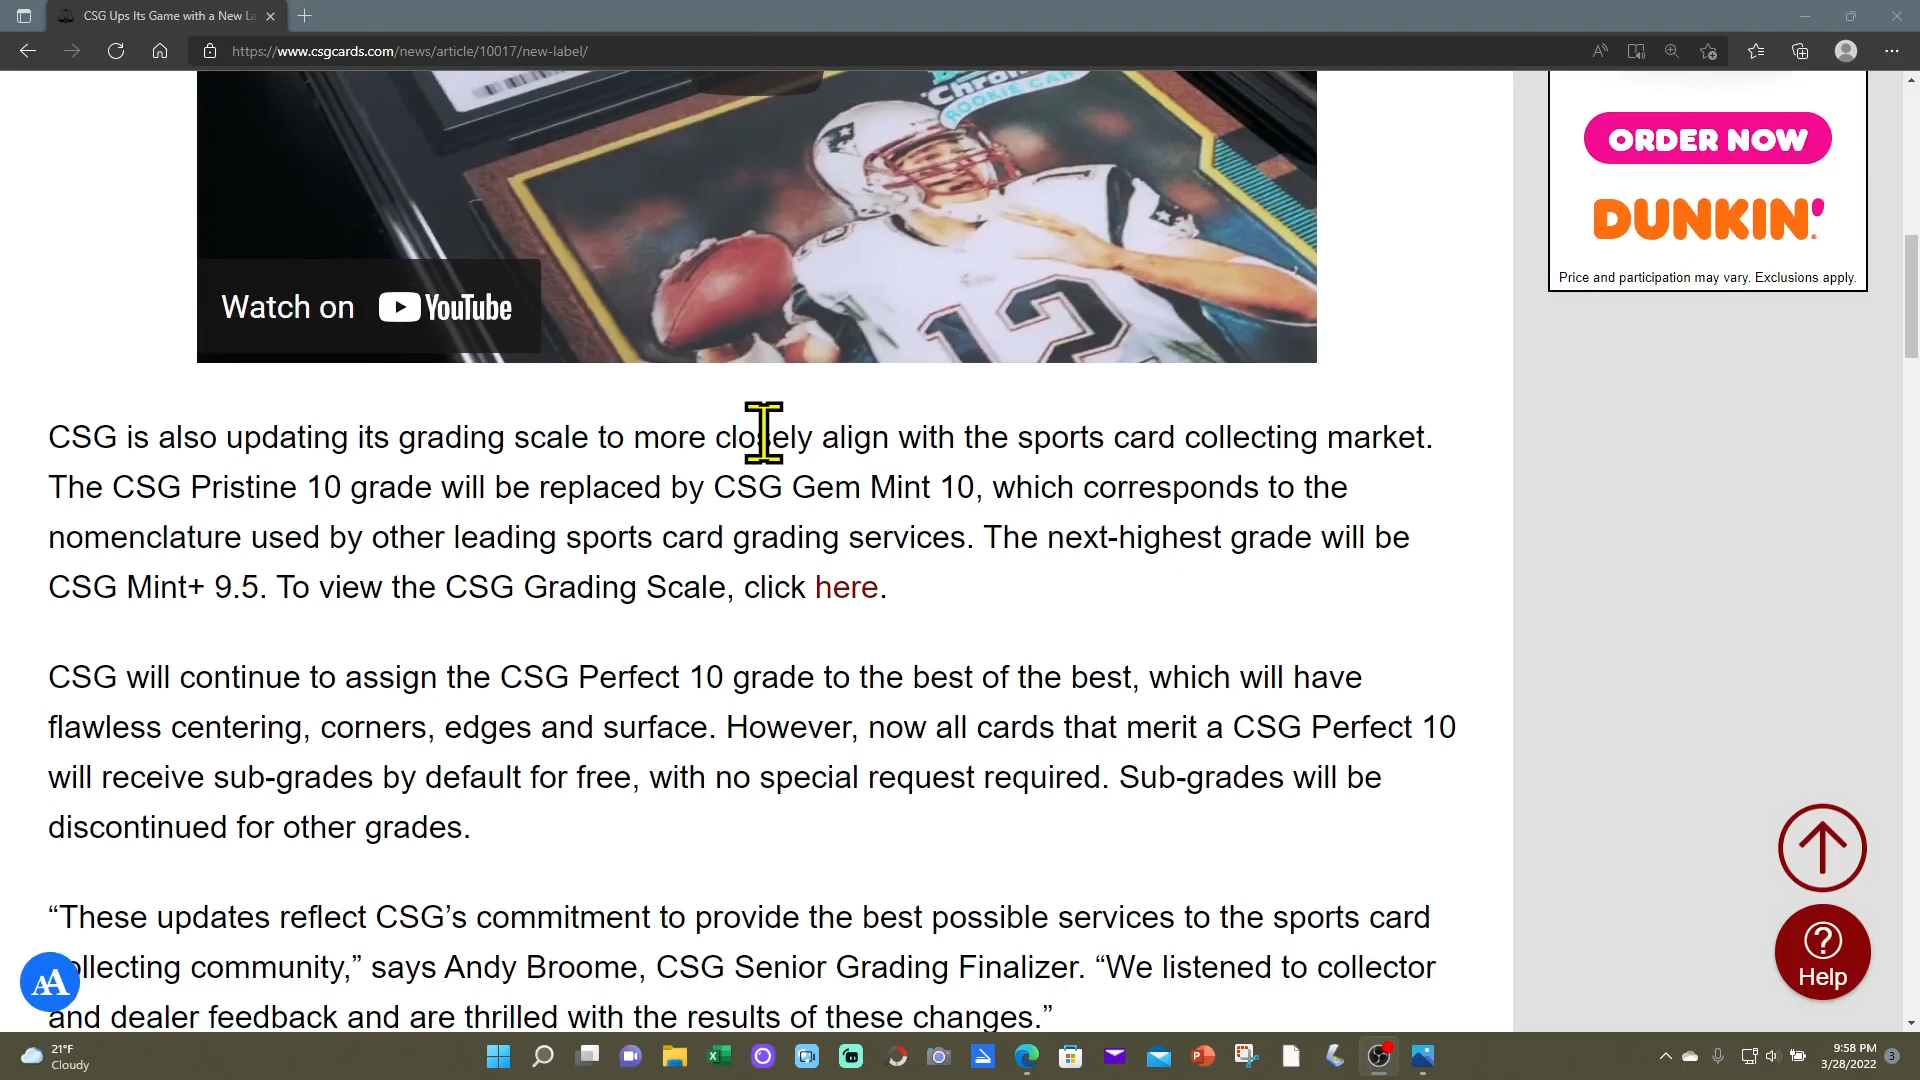 CSG Ups Its Game with a New La
https://www.csgcards.com/news/article/10017/new-label/
Chron
ROOKIE CAR
12
Watch on YouTube
ORDER NOW
DUNKIN'
Price and participation may vary. Exclusions apply.
CSG is also updating its grading scale to more closely align with the sports card collecting market.
The CSG Pristine 10 grade will be replaced by CSG Gem Mint 10, which corresponds to the
nomenclature used by other leading sports card grading services. The next-highest grade will be
CSG Mint+ 9.5. To view the CSG Grading Scale, click here.
CSG will continue to assign the CSG Perfect 10 grade to the best of the best, which will have
flawless centering, corners, edges and surface. However, now all cards that merit a CSG Perfect 10
will receive sub-grades by default for free, with no special request required. Sub-grades will be
discontinued for other grades.
“These updates reflect CSG’s commitment to provide the best possible services to the sports card
ollecting community,” says Andy Broome, CSG Senior Grading Finalizer. “We listened to collector
and dealer feedback and are thrilled with the results of these changes.”
AA
Help
21°F
Cloudy
9:58 PM
3/28/2022
3